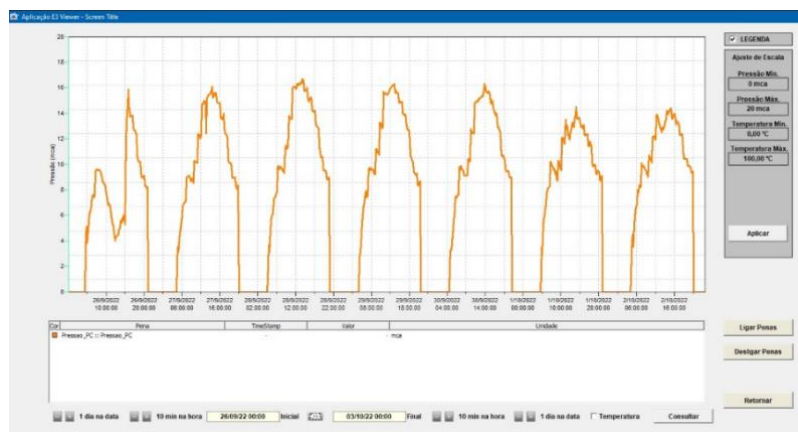 Aplicação E3 Viewer - Screen Title
20
18
16
14
12
10
8
6
4
2
0
Pressão (mca)
26/9/2022 10:00:00
26/9/2022 20:00:00
27/9/2022 06:00:00
27/9/2022 16:00:00
28/9/2022 02:00:00
28/9/2022 12:00:00
28/9/2022 22:00:00
29/9/2022 08:00:00
29/9/2022 18:00:00
30/9/2022 04:00:00
30/9/2022 14:00:00
1/10/2022 00:00:00
1/10/2022 10:00:00
1/10/2022 20:00:00
2/10/2022 06:00:00
2/10/2022 16:00:00
LEGENDA
Ajuste de Escala
Pressão Mín.
0 mca
Pressão Máx.
20 mca
Temperatura Mín.
0,00 °C
Temperatura Máx.
100,00 °C
Aplicar
Cor Pena TimeStamp Valor Unidade
Pressao_PC :: Pressao_PC - - mca
Ligar Penas
Desligar Penas
Retornar
1 dia na data 10 min na hora 26/09/22 00:00 Inicial 03/10/22 00:00 Final 10 min na hora 1 dia na data Temperatura Consultar